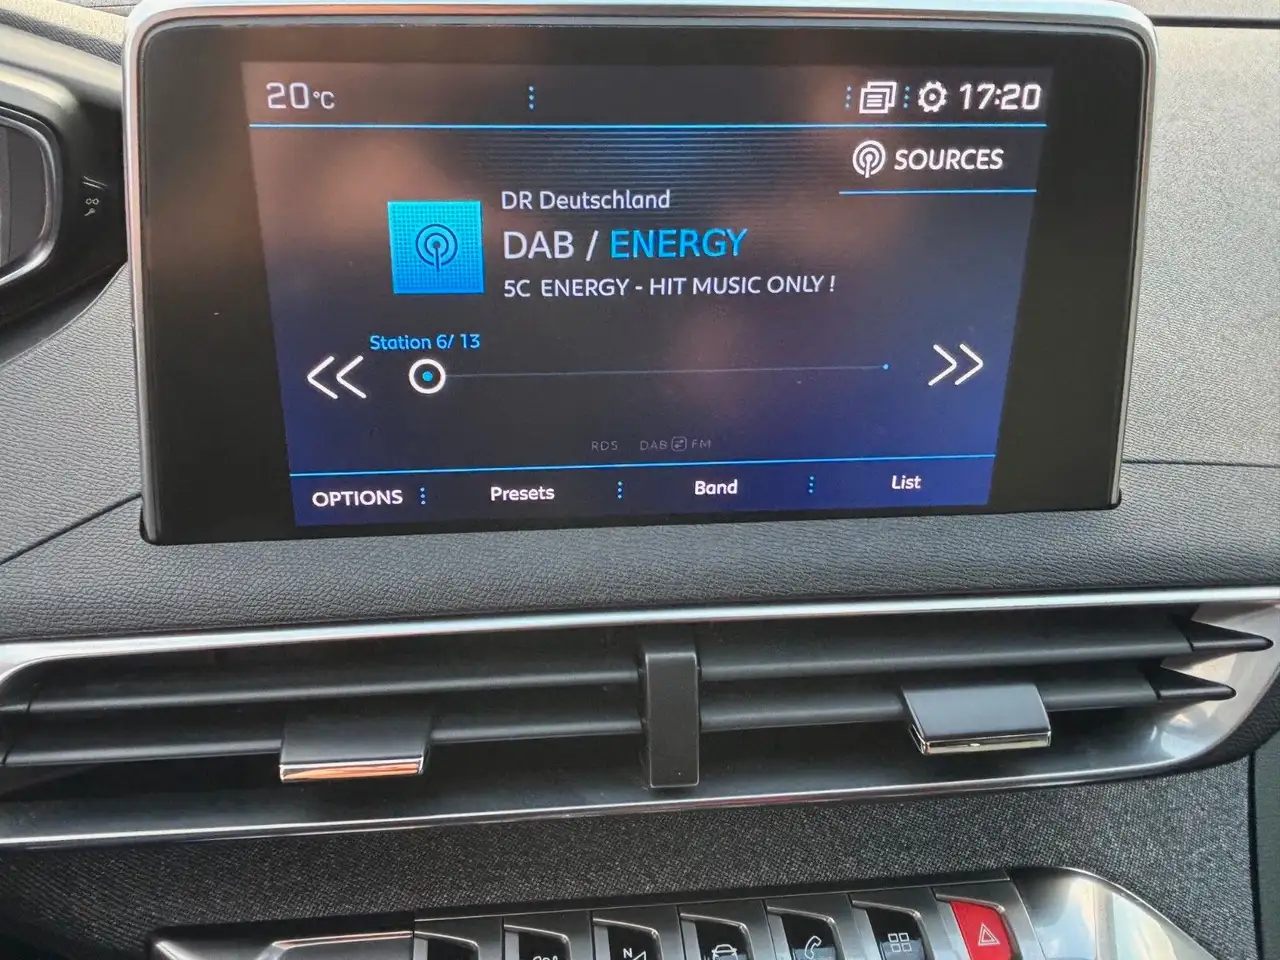 20°C
17:20
SOURCES
DR Deutschland
DAB / ENERGY
5C ENERGY - HIT MUSIC ONLY !
Station 6/ 13
RDS DAB FM
OPTIONS Presets Band List
N